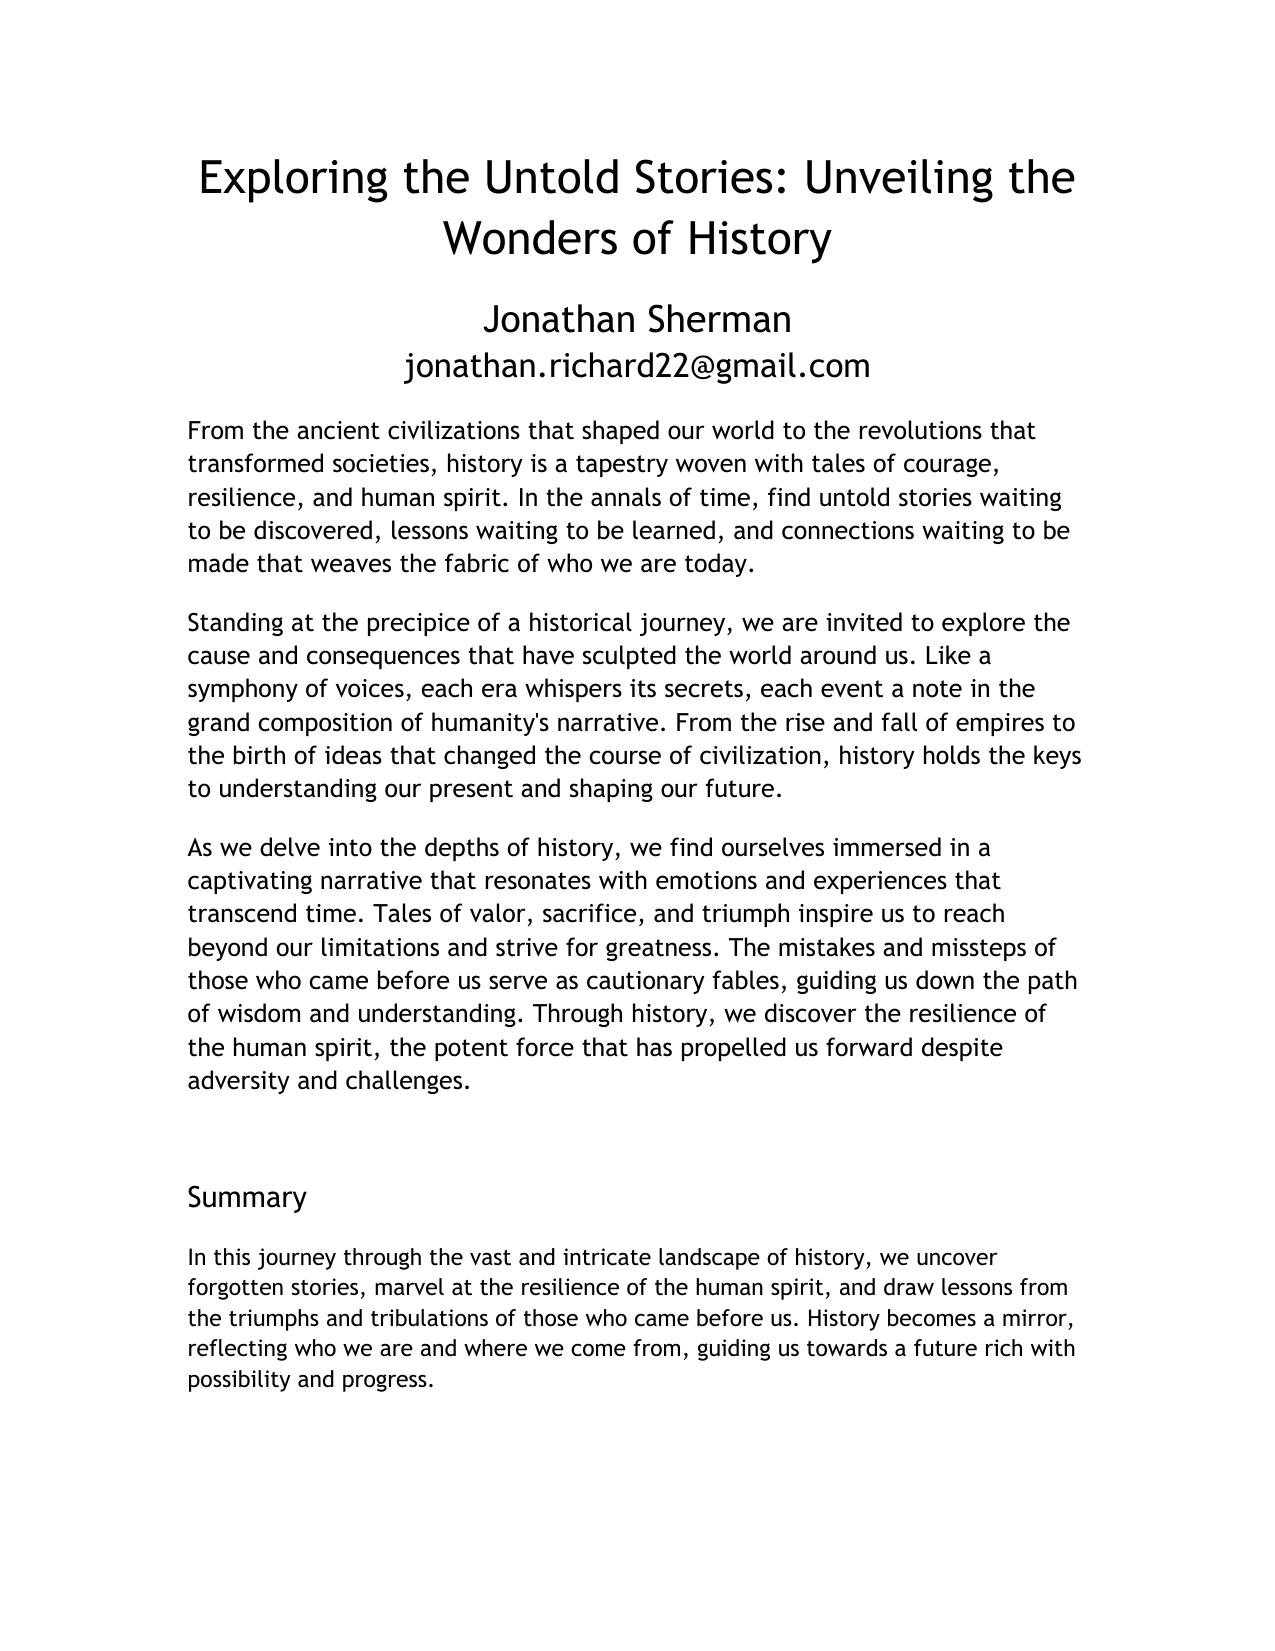 Exploring the Untold Stories: Unveiling the
Wonders of History
Jonathan Sherman
jonathan.richard22@gmail.com
From the ancient civilizations that shaped our world to the revolutions that
transformed societies, history is a tapestry woven with tales of courage,
resilience, and human spirit. In the annals of time, find untold stories waiting
to be discovered, lessons waiting to be learned, and connections waiting to be
made that weaves the fabric of who we are today.
Standing at the precipice of a historical journey, we are invited to explore the
cause and consequences that have sculpted the world around us. Like a
symphony of voices, each era whispers its secrets, each event a note in the
grand composition of humanity's narrative. From the rise and fall of empires to
the birth of ideas that changed the course of civilization, history holds the keys
to understanding our present and shaping our future.
As we delve into the depths of history, we find ourselves immersed in a
captivating narrative that resonates with emotions and experiences that
transcend time. Tales of valor, sacrifice, and triumph inspire us to reach
beyond our limitations and strive for greatness. The mistakes and missteps of
those who came before us serve as cautionary fables, guiding us down the path
of wisdom and understanding. Through history, we discover the resilience of
the human spirit, the potent force that has propelled us forward despite
adversity and challenges.
Summary
In this journey through the vast and intricate landscape of history, we uncover
forgotten stories, marvel at the resilience of the human spirit, and draw lessons from
the triumphs and tribulations of those who came before us. History becomes a mirror,
reflecting who we are and where we come from, guiding us towards a future rich with
possibility and progress.